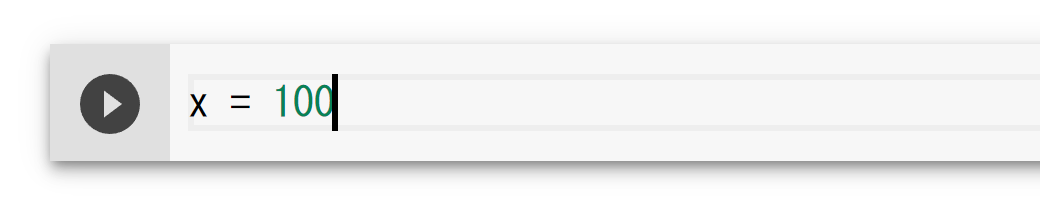 x = 100